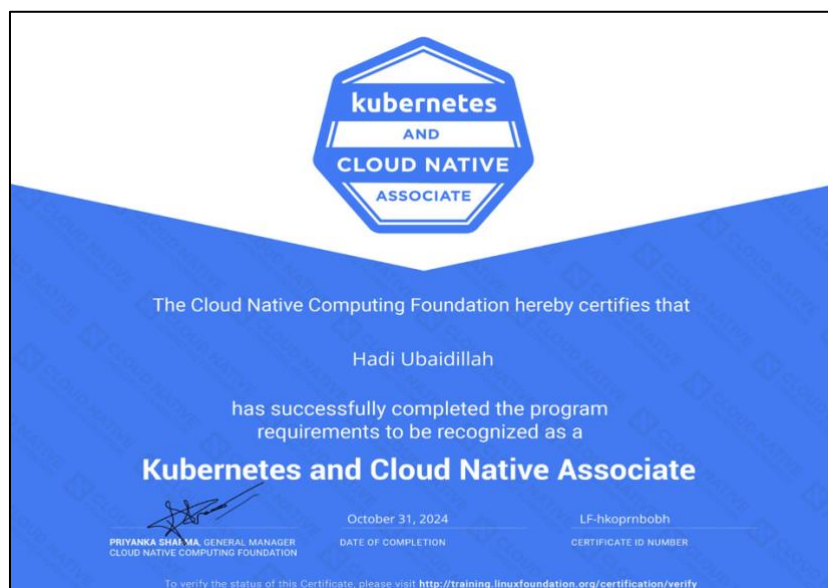 kubernetes
AND
CLOUD NATIVE
ASSOCIATE
The Cloud Native Computing Foundation hereby certifies that
Hadi Ubaidillah
has successfully completed the program
requirements to be recognized as a
Kubernetes and Cloud Native Associate
October 31, 2024
LF-hkoprnbobh
PRIYANKA SHARMA, GENERAL MANAGER
CLOUD NATIVE COMPUTING FOUNDATION
DATE OF COMPLETION
CERTIFICATE ID NUMBER
To verify the status of this Certificate, please visit http://training.linuxfoundation.org/certification/verify